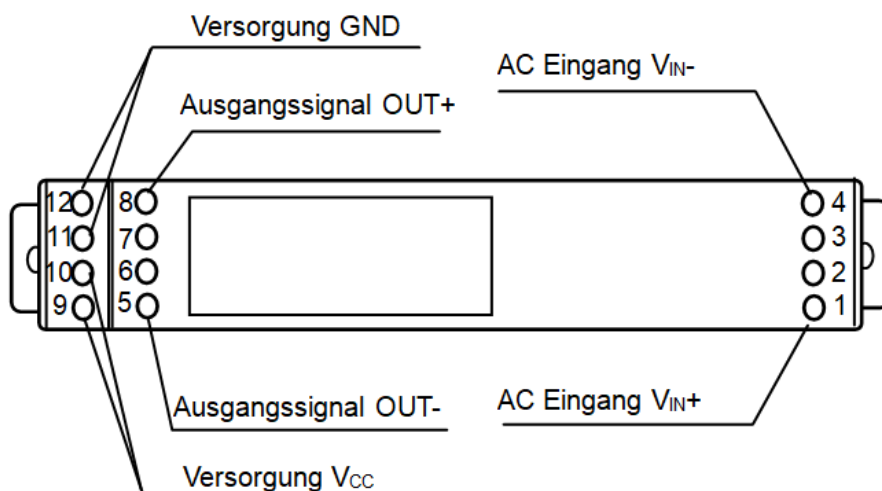 Versorgung GND
AC Eingang VIN-
Ausgangssignal OUT+
12 8 4
11 7 3
10 6 2
9 5 1
Ausgangssignal OUT-
AC Eingang VIN+
Versorgung VCC